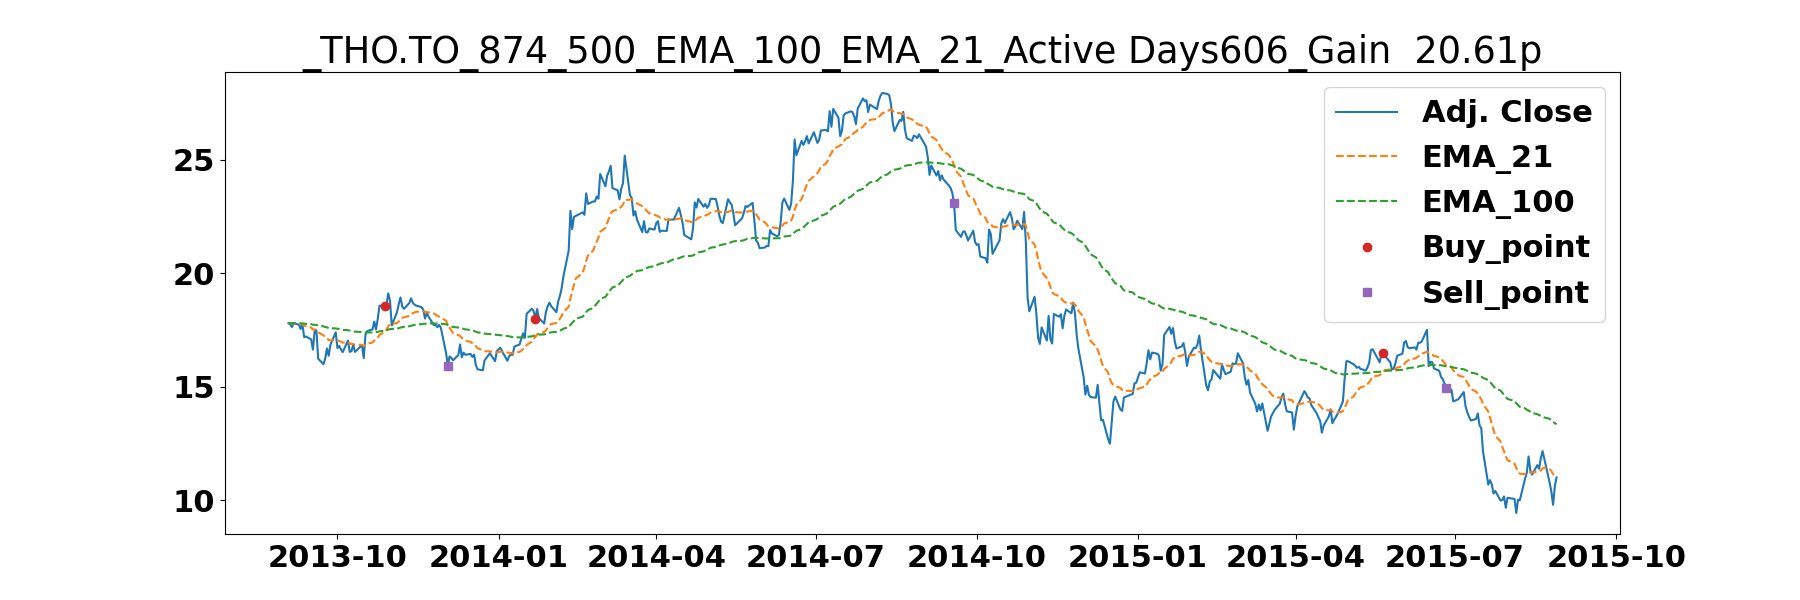 _THO.TO_874_500_EMA_100_EMA_21_Active Days606_Gain  20.61p
Adj. Close
EMA_21
EMA_100
Buy_point
Sell_point
25
20
15
10
2013-10 2014-01 2014-04 2014-07 2014-10 2015-01 2015-04 2015-07 2015-10